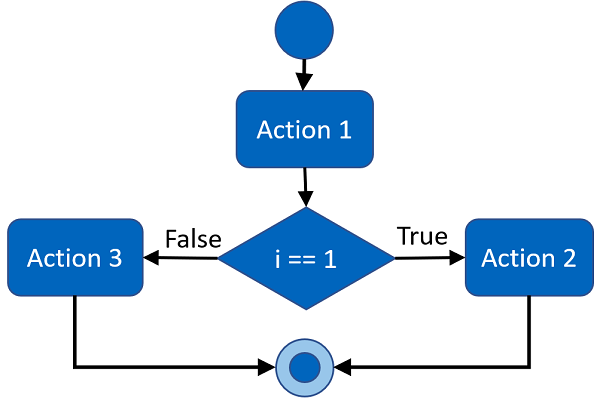 Action 1
False
True
Action 3
i == 1
Action 2